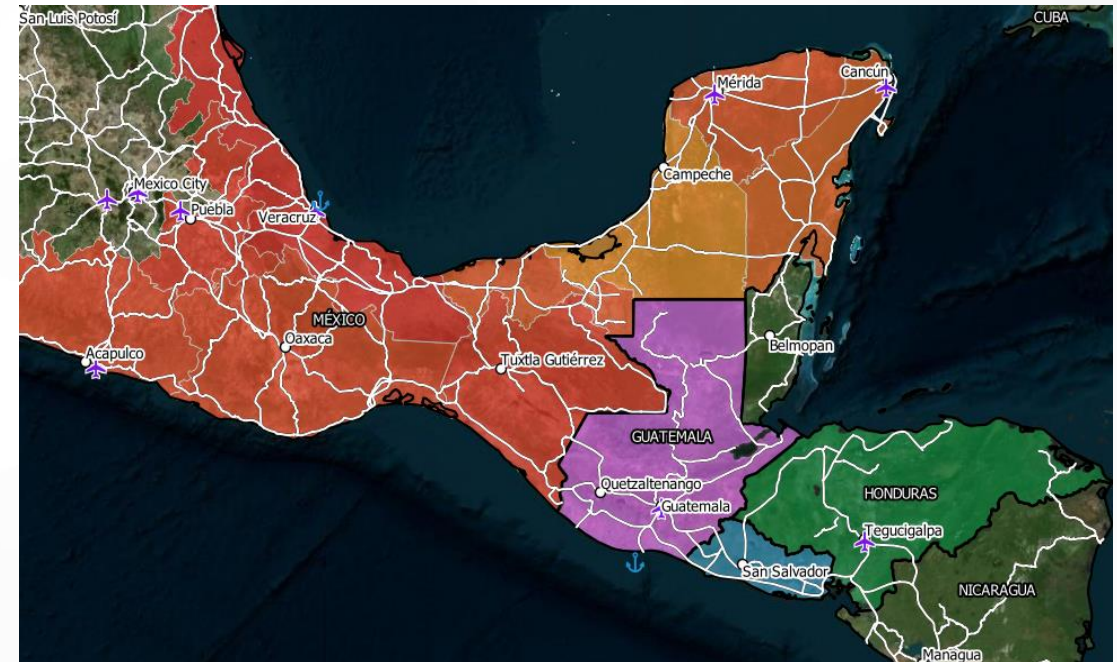 San Luis Potosí
CUBA
Mérida
Cancún
Campeche
Mexico City
Puebla
Veracruz
MÉXICO
Oaxaca
Belmopan
Acapulco
Tuxtla Gutiérrez
GUATEMALA
Quetzaltenango
HONDURAS
Guatemala
Tegucigalpa
San Salvador
NICARAGUA
Managua